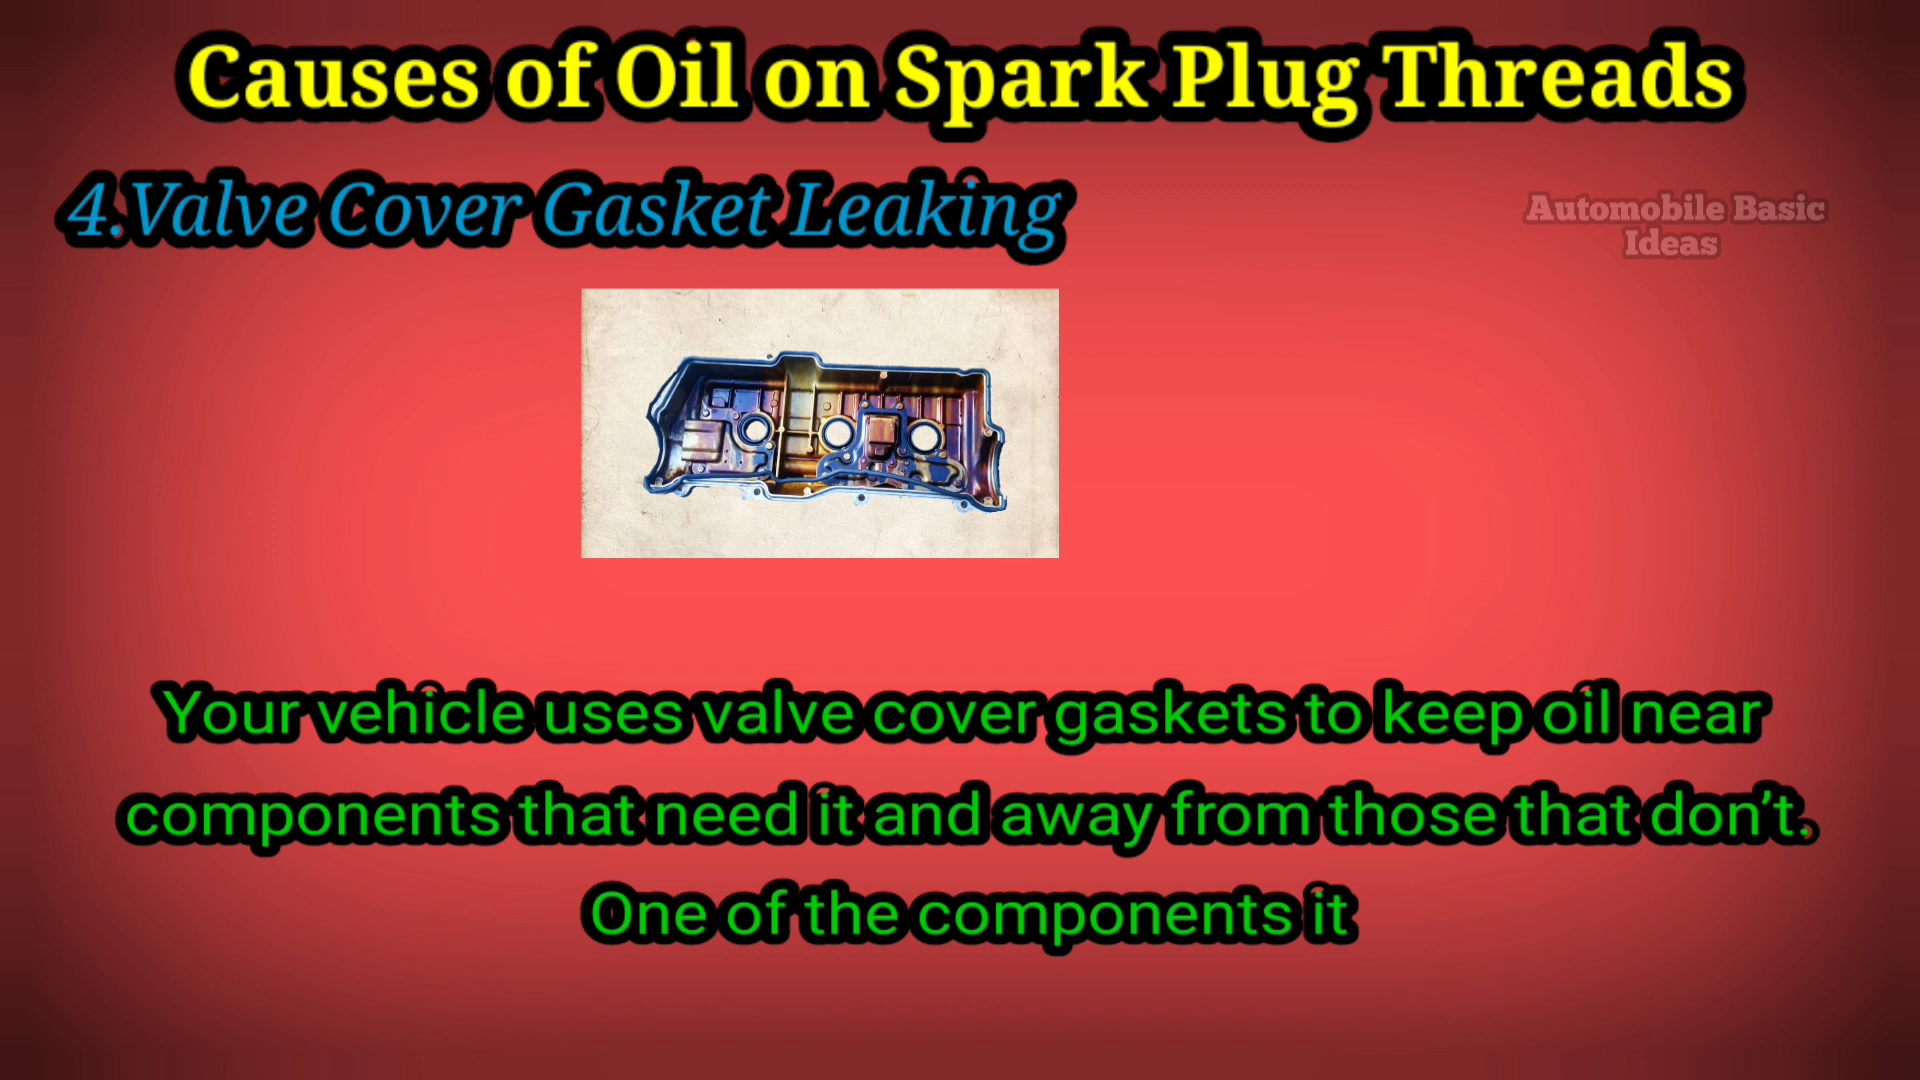 Causes of Oil on Spark Plug Threads
4.Valve Cover Gasket Leaking
Automobile Basic
Ideas
Your vehicle uses valve cover gaskets to keep oil near
components that need it and away from those that don’t.
One of the components it